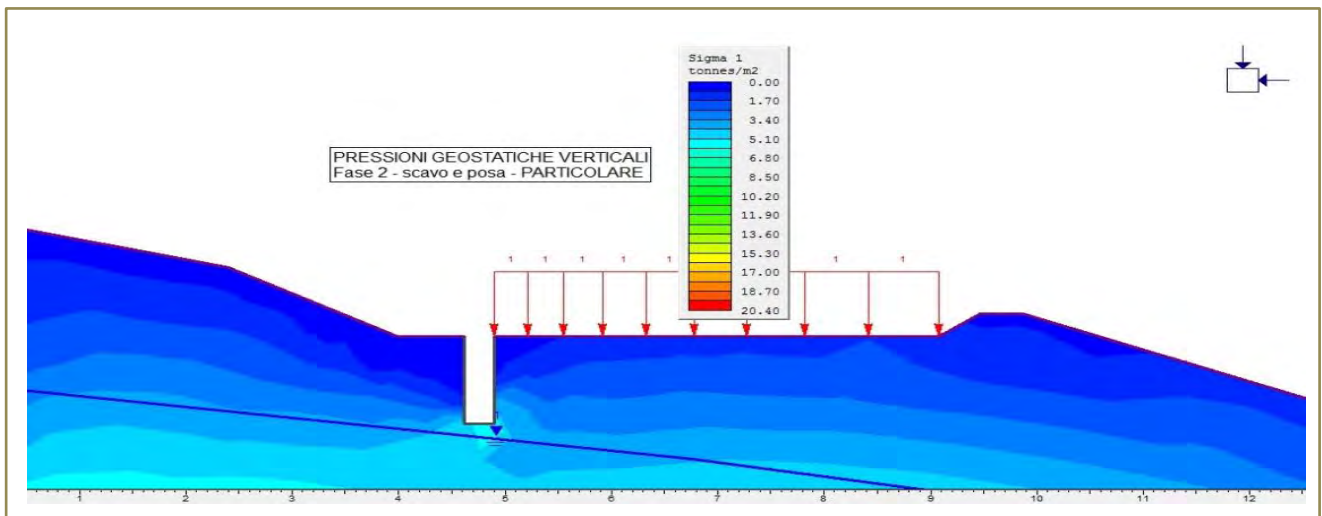 Sigma 1
tonnes/m2
0.00
1.70
3.40
5.10
6.80
8.50
10.20
11.90
13.60
15.30
17.00
18.70
20.40
PRESSIONI GEOSTATICHE VERTICALI
Fase 2 - scavo e posa - PARTICOLARE
1 1 1 1 1 1 1
1
1 2 3 4 5 6 7 8 9 10 11 12